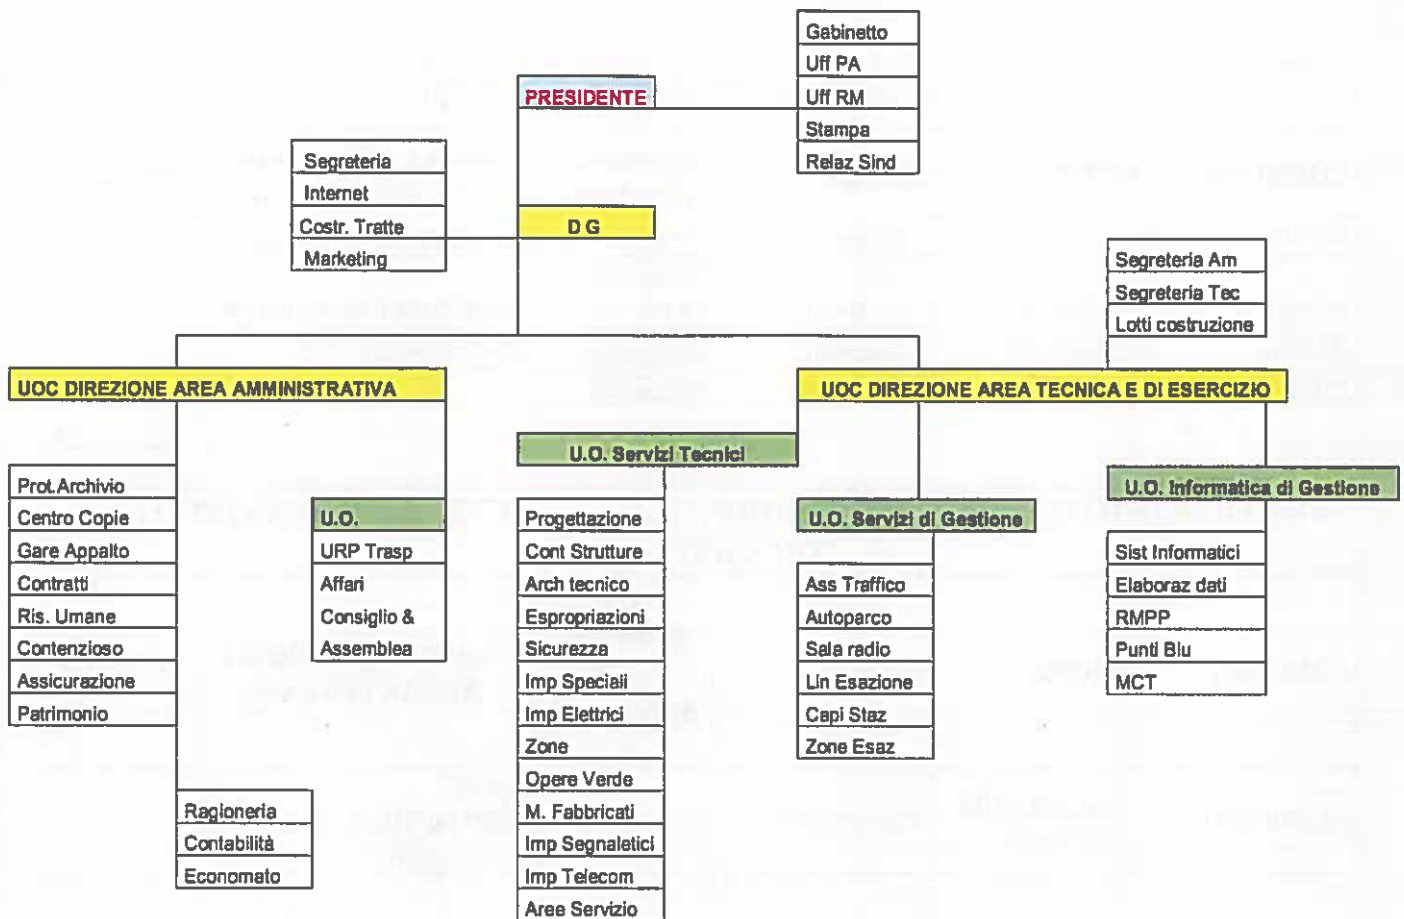 Gabinetto
Uff PA
Uff RM
Stampa
Relaz Sind
PRESIDENTE
Segreteria
Internet
Costr. Tratte
Marketing
D G
Segreteria Am
Segreteria Tec
Lotti costruzione
UOC DIREZIONE AREA AMMINISTRATIVA
UOC DIREZIONE AREA TECNICA E DI ESERCIZIO
Prot.Archivio
Centro Copie
Gare Appalto
Contratti
Ris. Umane
Contenzioso
Assicurazione
Patrimonio
Ragioneria
Contabilità
Economato
U.O.
URP Trasp
Affari
Consiglio &
Assemblea
U.O. Servizi Tecnici
Progettazione
Cont Strutture
Arch tecnico
Espropriazioni
Sicurezza
Imp Speciali
Imp Elettrici
Zone
Opere Verde
M. Fabbricati
Imp Segnaletici
Imp Telecom
Aree Servizio
U.O. Servizi di Gestione
Ass Traffico
Autoparco
Sala radio
Lin Esazione
Capi Staz
Zone Esaz
U.O. Informatica di Gestione
Sist Informatici
Elaboraz dati
RMPP
Punti Blu
MCT